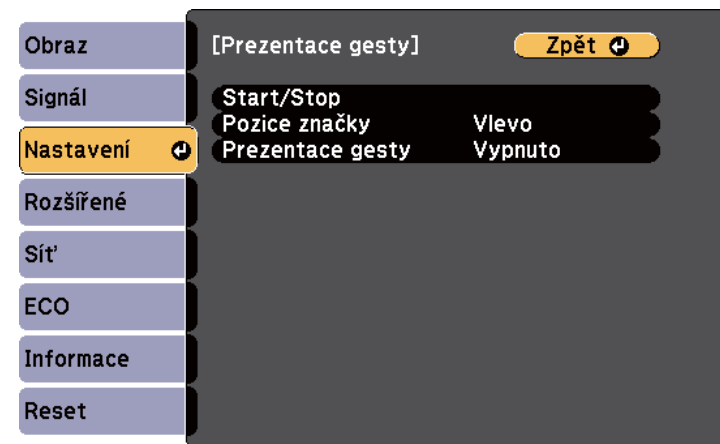 Obraz
Signál
Nastavení
Rozšířené
Síť
ECO
Informace
Reset
[Prezentace gesty] Zpět
Start/Stop
Pozice značky Vlevo
Prezentace gesty Vypnuto